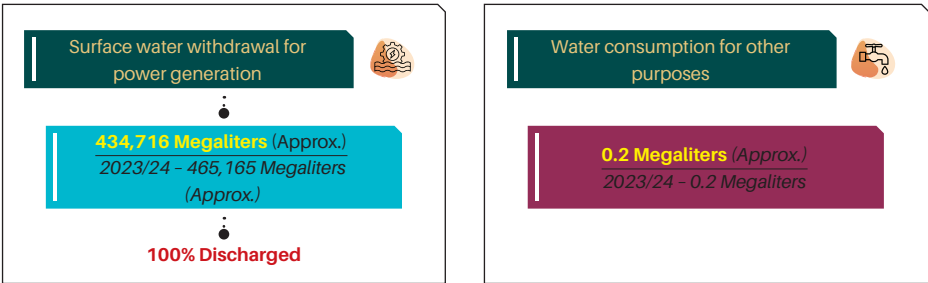 Surface water withdrawal for
power generation
434,716 Megaliters (Approx.)
2023/24 – 465,165 Megaliters
(Approx.)
100% Discharged
Water consumption for other
purposes
0.2 Megaliters (Approx.)
2023/24 – 0.2 Megaliters